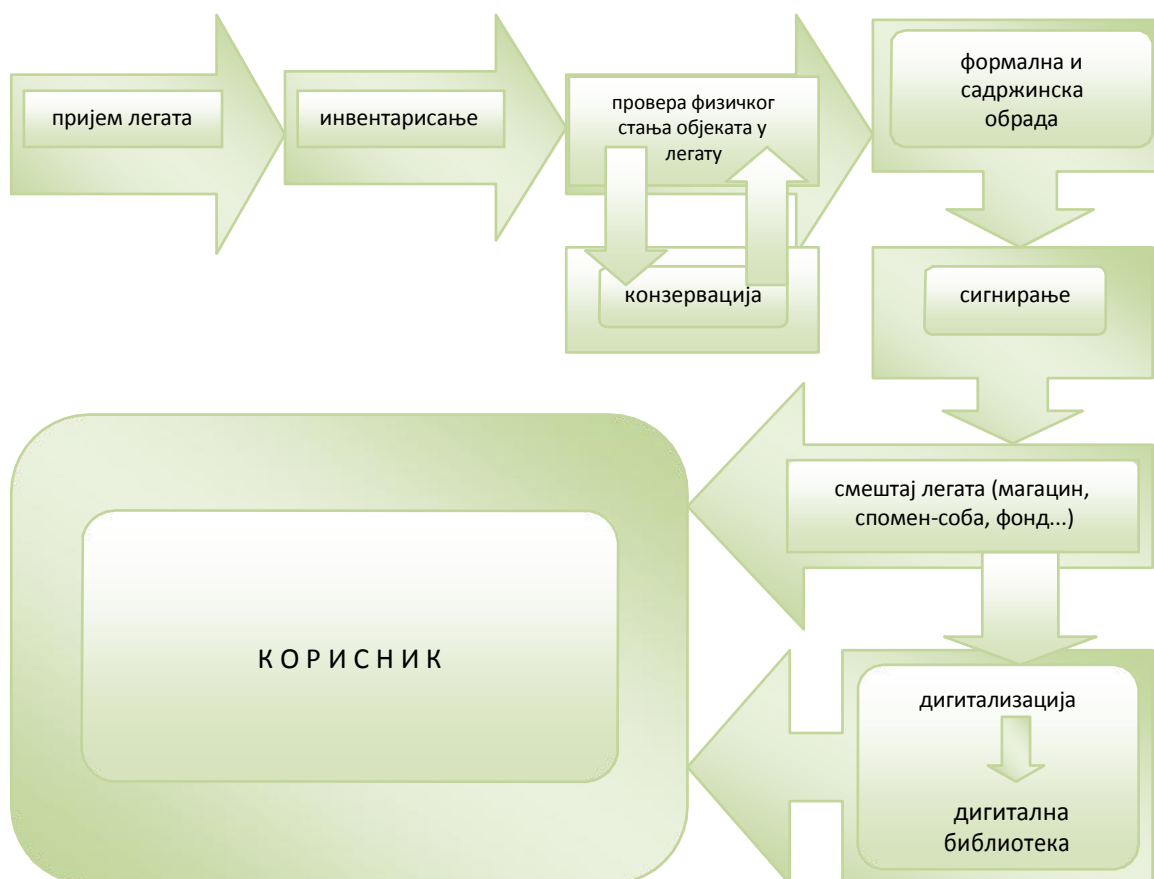 пријем легата
инвентарисање
провера физичког
стања објеката у
легату
конзервација
формална и
садржинска
обрада
сигнирање
смештај легата (магацин,
спомен-соба, фонд...)
дигитализација
дигитална
библиотека
К О Р И С Н И К